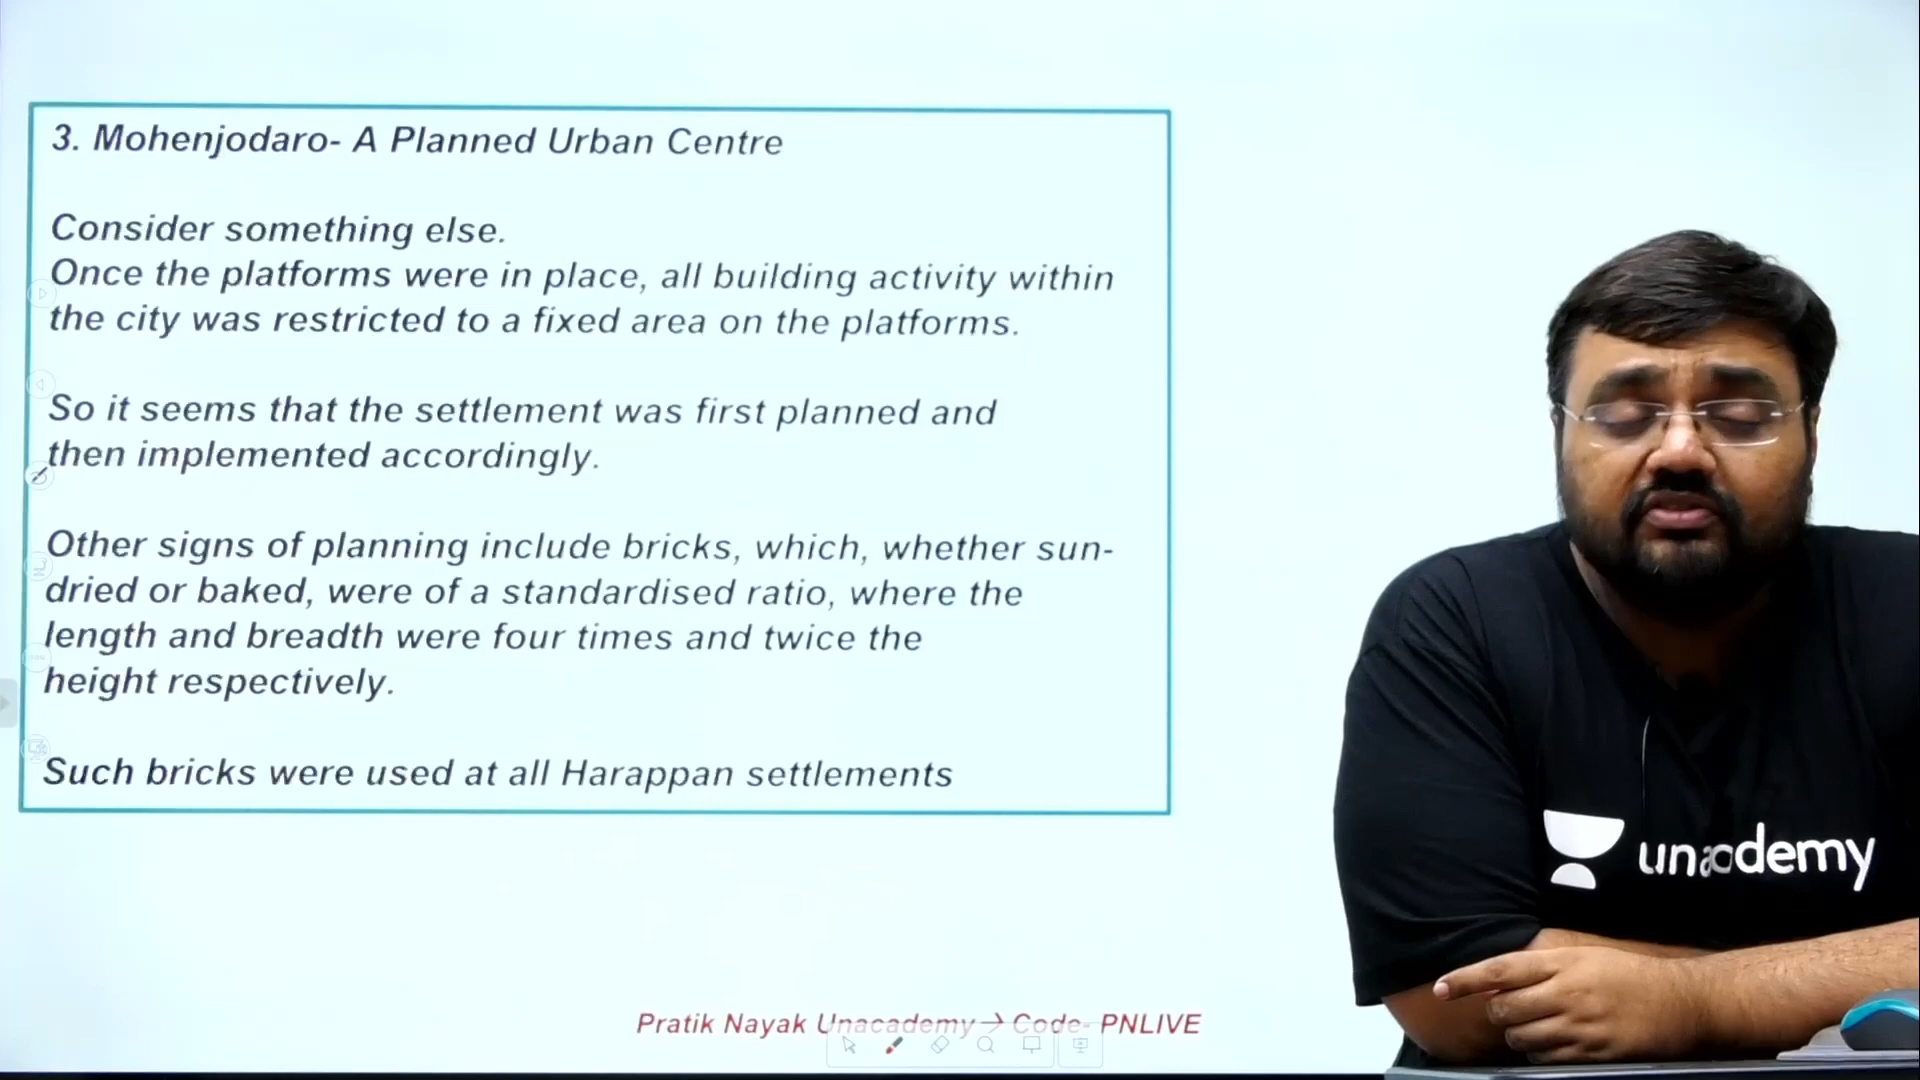 3. Mohenjodaro- A Planned Urban Centre
Consider something else.
Once the platforms were in place, all building activity within
the city was restricted to a fixed area on the platforms.
So it seems that the settlement was first planned and
then implemented accordingly.
Other signs of planning include bricks, which, whether sun-
dried or baked, were of a standardised ratio, where the
length and breadth were four times and twice the
height respectively.
Such bricks were used at all Harappan settlements
unacademy
Pratik Nayak Unacademy→ Code- PNLIVE